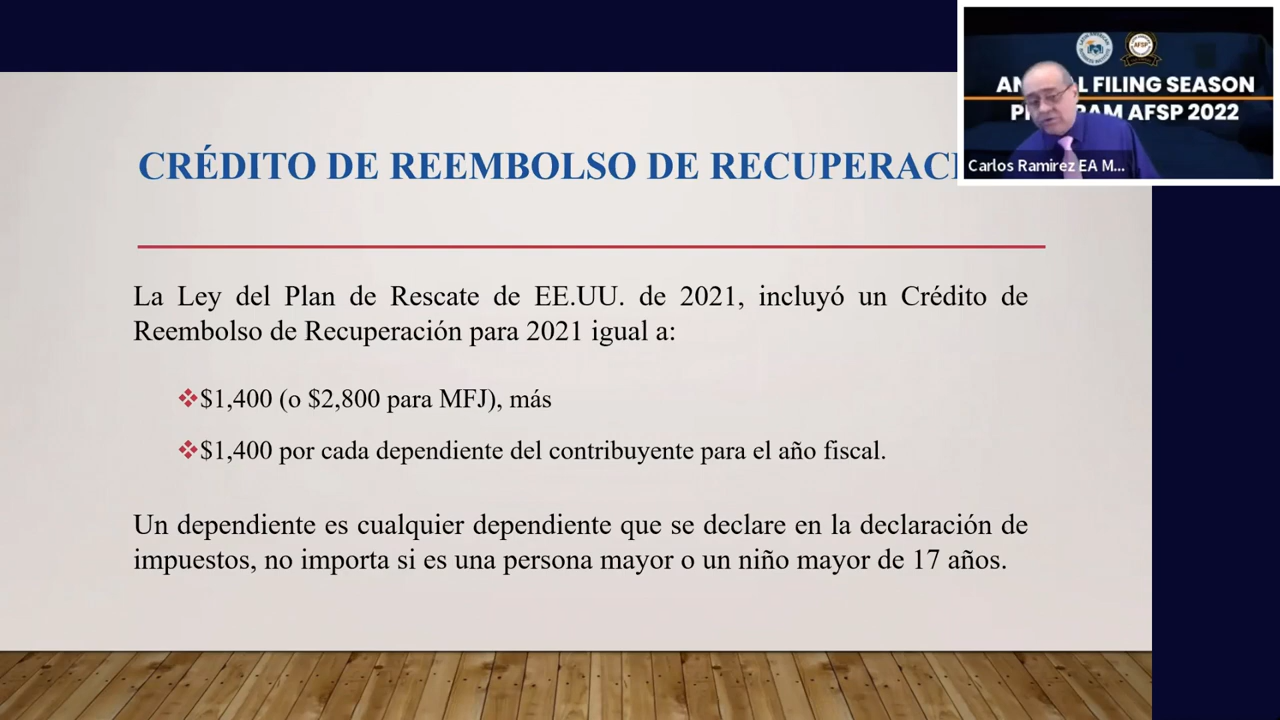 CRÉDITO DE REEMBOLSO DE
La Ley del Plan de Rescate de EE.UU. de 2021, incluyó un Crédito de
Reembolso de Recuperación para 2021 igual a:
❖$1,400 (o $2,800 para MFJ), más
❖$1,400 por cada dependiente del contribuyente para el año fiscal.
Un dependiente es cualquier dependiente que se declare en la declaración de
impuestos, no importa si es una persona mayor o un niño mayor de 17 años.
AFSP
FILING SEASON
AFSP 2022
Carlos Ramirez EA M...